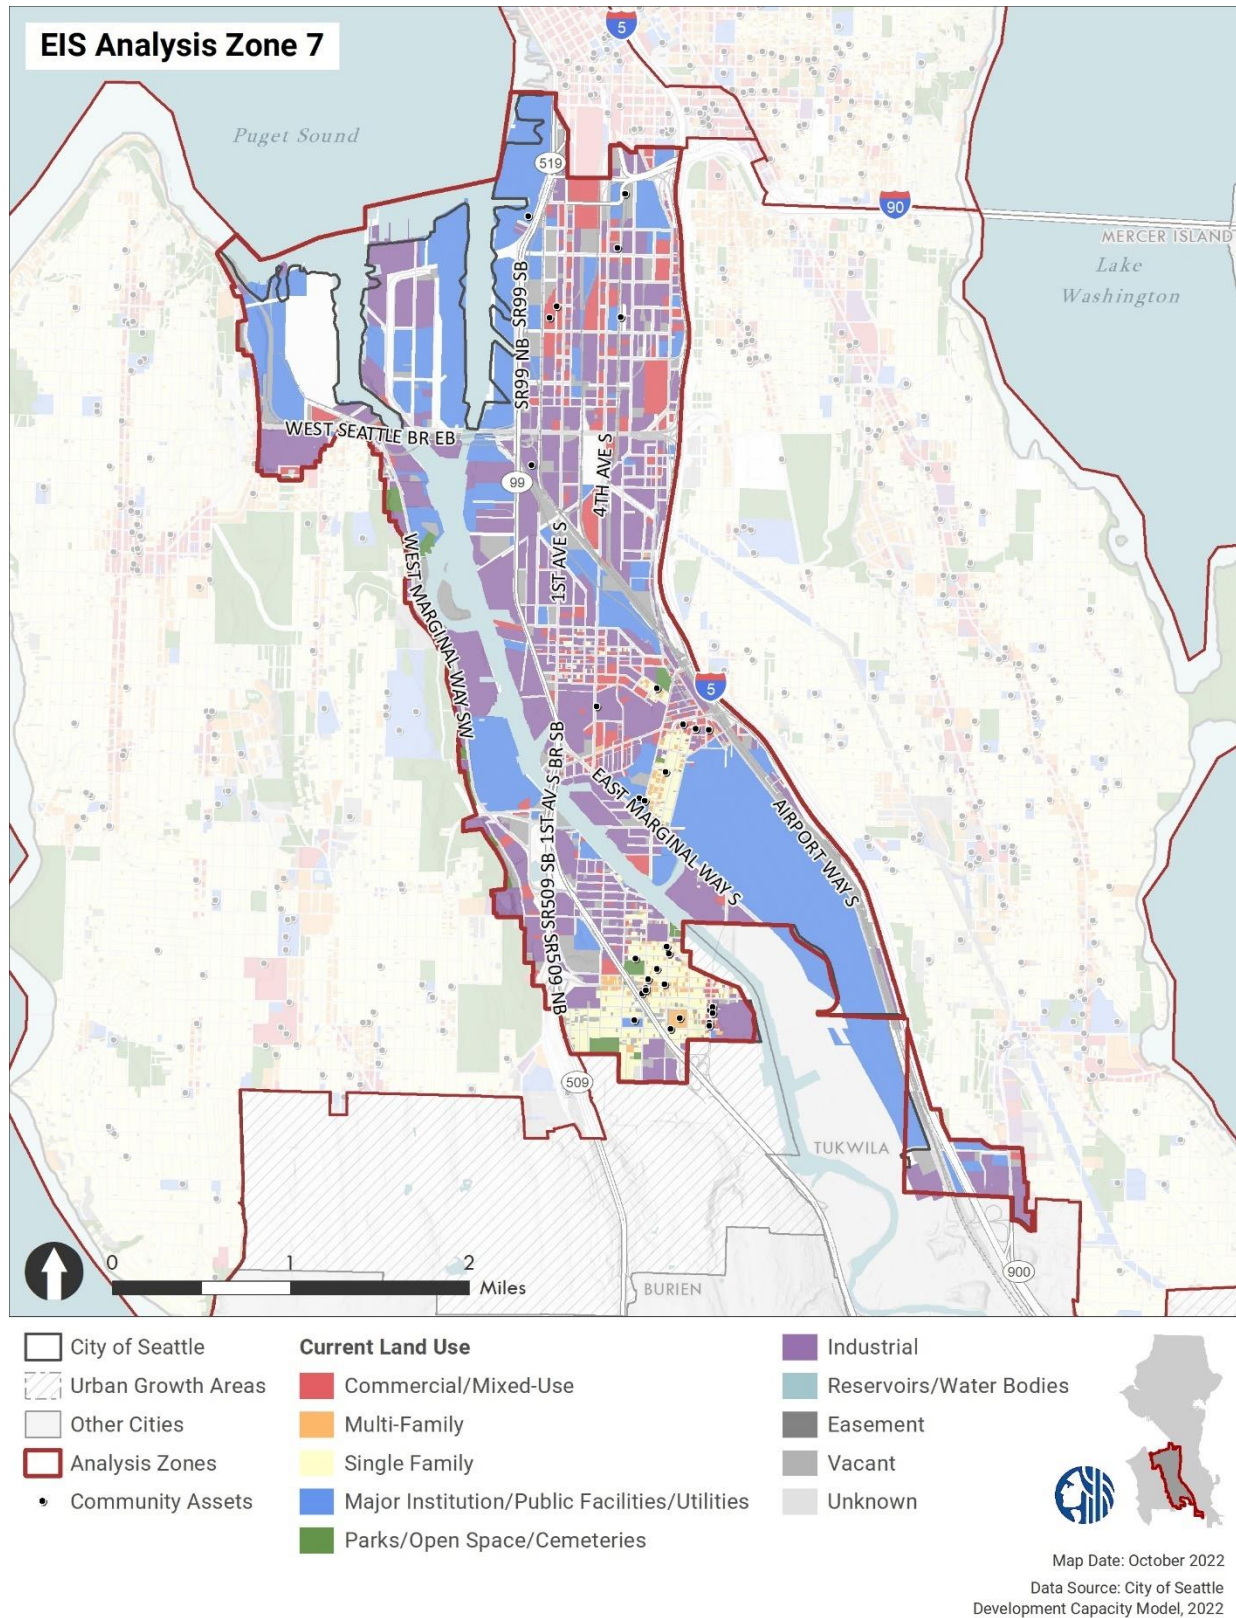 EIS Analysis Zone 7
5
Puget Sound
519
90
MERCER ISLAND
Lake
Washington
SR99 NB SR99 SB
WEST SEATTLE BR EB
99
4TH AVE S
1ST AVE S
WEST MARGINAL WAY SW
5
1ST AV S BR SB
EAST MARGINAL WAY S
AIRPORT WAY S
SR509 NB SR509 SB
509
TUKWILA
BURIEN
900
0 1 2
Miles
City of Seattle
Urban Growth Areas
Other Cities
Analysis Zones
Community Assets
Current Land Use
Commercial/Mixed-Use
Multi-Family
Single Family
Major Institution/Public Facilities/Utilities
Parks/Open Space/Cemeteries
Industrial
Reservoirs/Water Bodies
Easement
Vacant
Unknown
Map Date: October 2022
Data Source: City of Seattle
Development Capacity Model, 2022